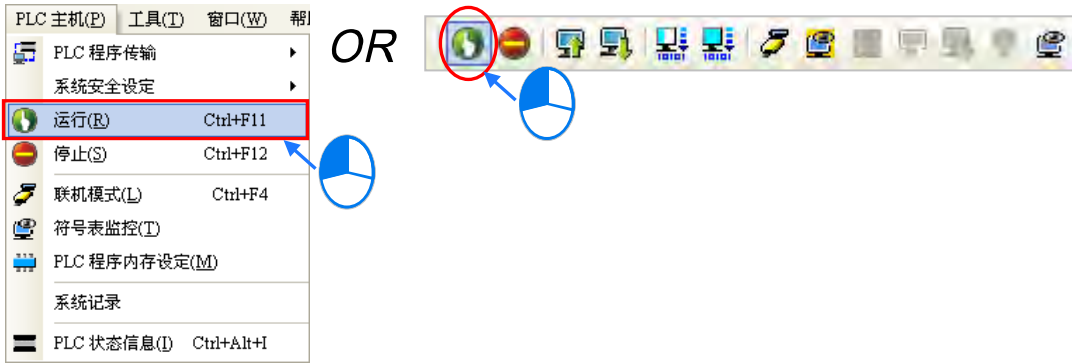 PLC 主机(P) 工具(T) 窗口(W)
PLC 程序传输
系统安全设定
运行(R) Ctrl+F11
停止(S) Ctrl+F12
联机模式(L) Ctrl+F4
符号表监控(T)
PLC 程序内存设定(M)
系统记录
PLC 状态信息(I) Ctrl+Alt+I
OR